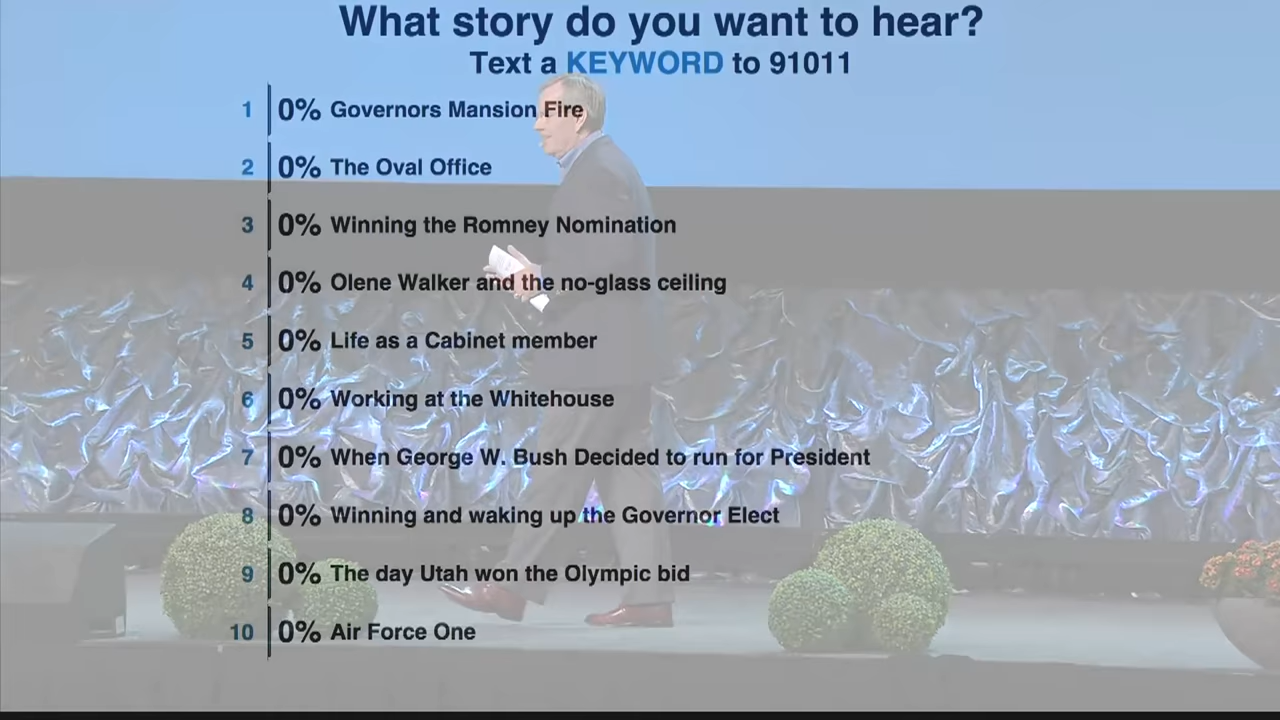 What story do you want to hear?
Text a KEYWORD to 91011
1 0% Governors Mansion Fire
2 0% The Oval Office
3 0% Winning the Romney Nomination
4 0% Olene Walker and the no-glass ceiling
5 0% Life as a Cabinet member
6 0% Working at the Whitehouse
7 0% When George W. Bush Decided to run for President
8 0% Winning and waking up the Governor Elect
9 0% The day Utah won the Olympic bid
10 0% Air Force One